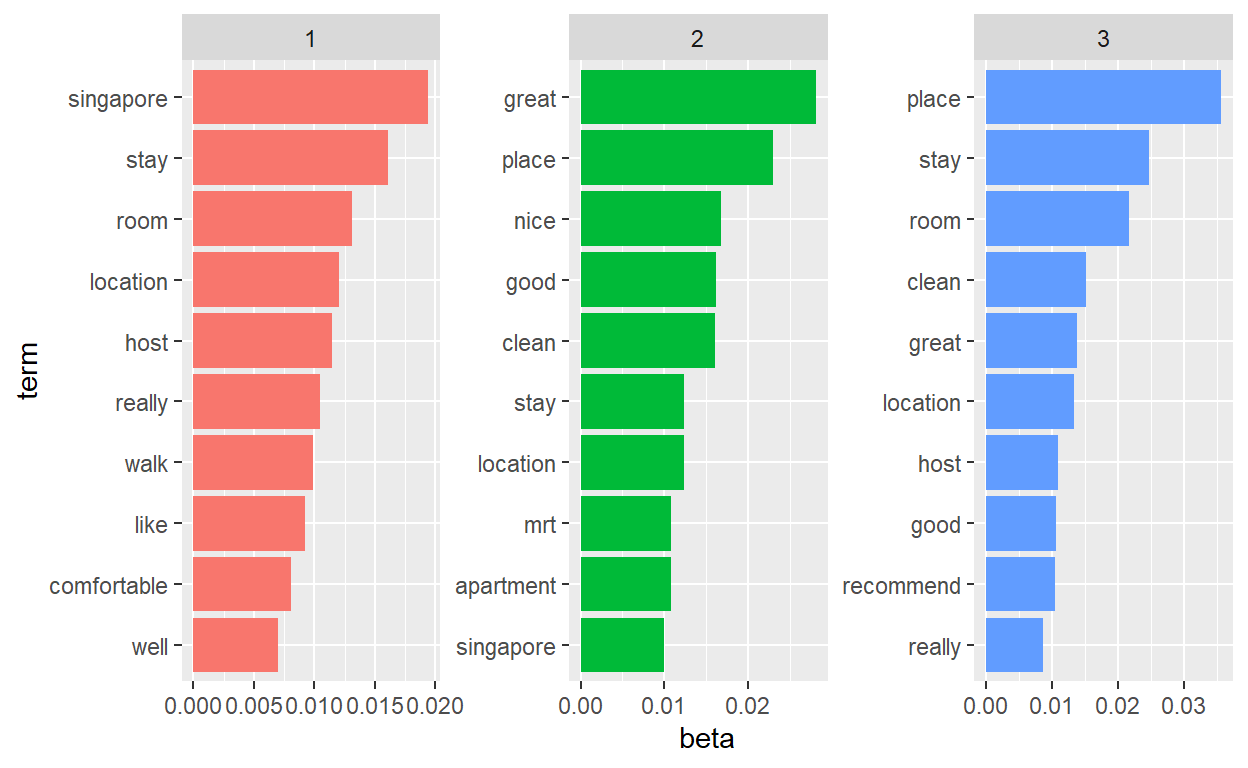 1
2
3
term
singapore
stay
room
location
host
really
walk
like
comfortable
well
0.000
0.005
0.010
0.015
0.020
great
place
nice
good
clean
stay
location
mrt
apartment
singapore
0.00
0.01
0.02
place
stay
room
clean
great
location
host
good
recommend
really
0.00
0.01
0.02
0.03
beta